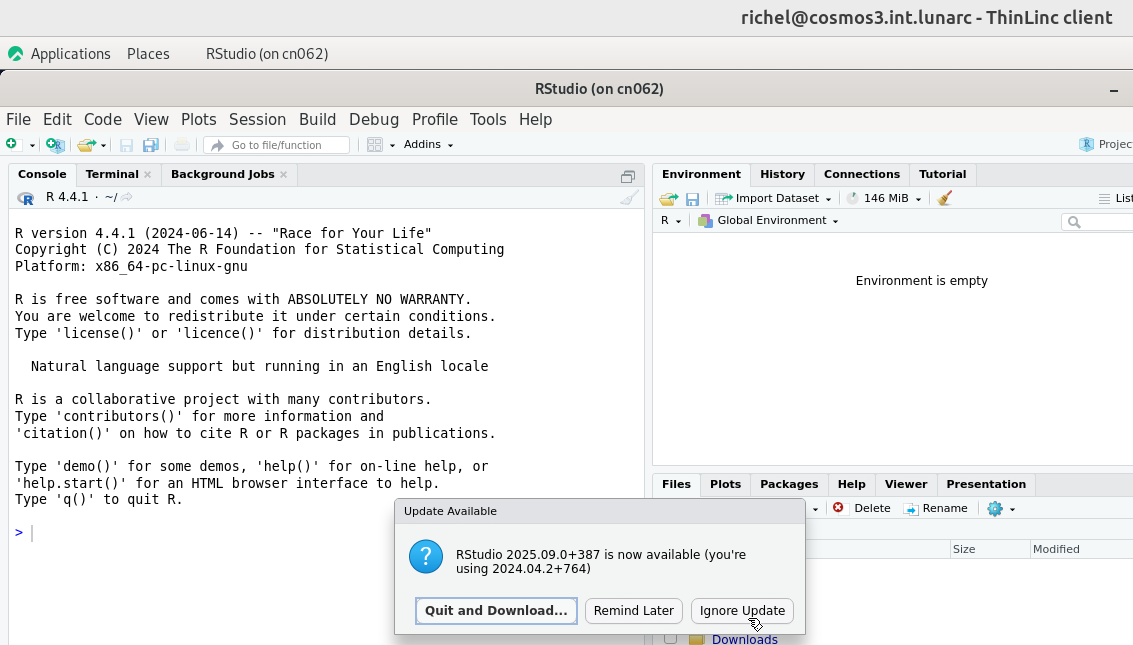 richel@cosmos3.int.lunarc - ThinLinc client
Applications Places RStudio (on cn062)
RStudio (on cn062)
File Edit Code View Plots Session Build Debug Profile Tools Help
Go to file/function Addins Projec
Console Terminal Background Jobs
R 4.4.1 · ~/
R version 4.4.1 (2024-06-14) -- "Race for Your Life"
Copyright (C) 2024 The R Foundation for Statistical Computing
Platform: x86_64-pc-linux-gnu
R is free software and comes with ABSOLUTELY NO WARRANTY.
You are welcome to redistribute it under certain conditions.
Type 'license()' or 'licence()' for distribution details.
Natural language support but running in an English locale
R is a collaborative project with many contributors.
Type 'contributors()' for more information and
'citation()' on how to cite R or R packages in publications.
Type 'demo()' for some demos, 'help()' for on-line help, or
'help.start()' for an HTML browser interface to help.
Type 'q()' to quit R.
>
Environment History Connections Tutorial
Import Dataset 146 MiB List
R Global Environment
Environment is empty
Files Plots Packages Help Viewer Presentation
Delete Rename
Size Modified
Downloads
Update Available
RStudio 2025.09.0+387 is now available (you're
using 2024.04.2+764)
Quit and Download... Remind Later Ignore Update